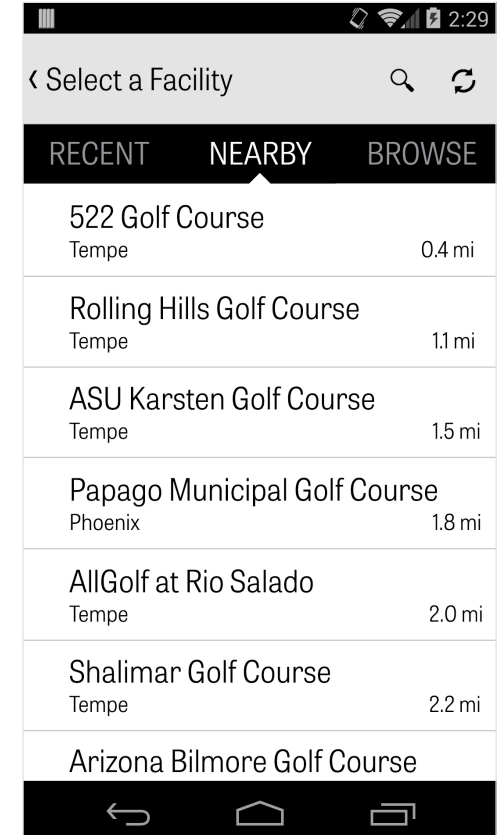 2:29
Select a Facility
RECENT NEARBY BROWSE
522 Golf Course
Tempe 0.4 mi
Rolling Hills Golf Course
Tempe 1.1 mi
ASU Karsten Golf Course
Tempe 1.5 mi
Papago Municipal Golf Course
Phoenix 1.8 mi
AllGolf at Rio Salado
Tempe 2.0 mi
Shalimar Golf Course
Tempe 2.2 mi
Arizona Bilmore Golf Course